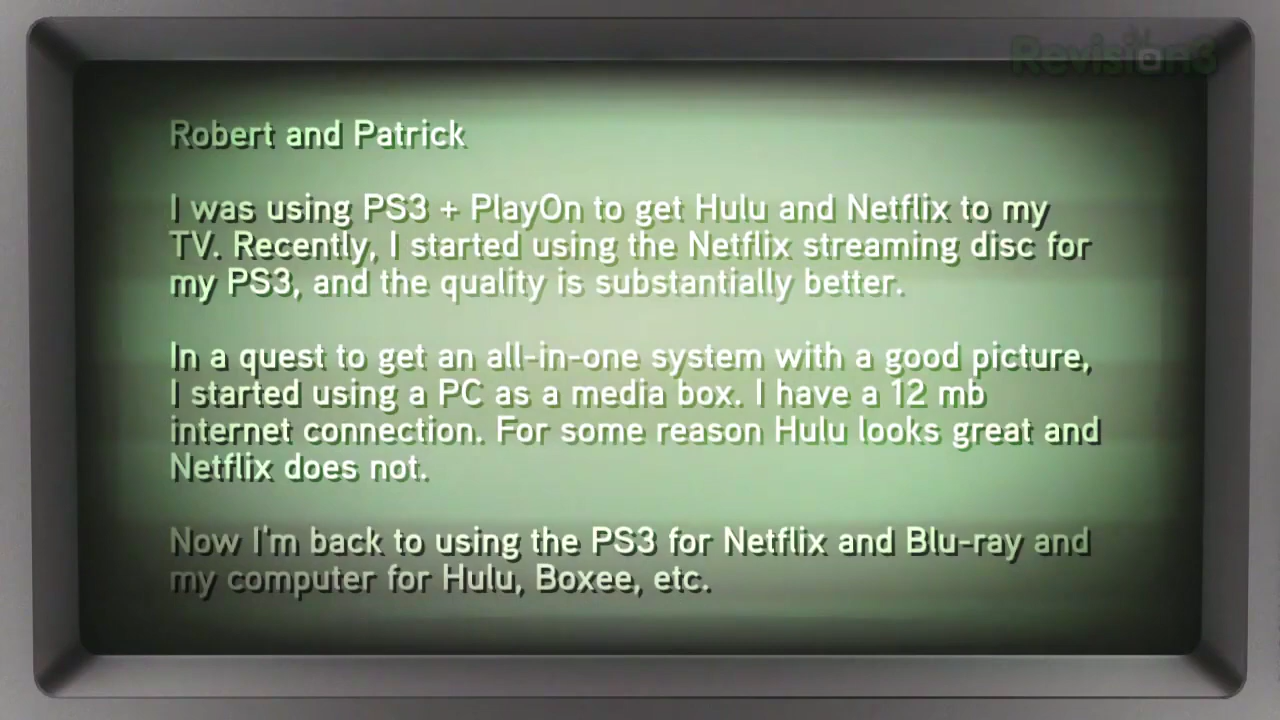 Revision3
Robert and Patrick
I was using PS3 + PlayOn to get Hulu and Netflix to my
TV. Recently, I started using the Netflix streaming disc for
my PS3, and the quality is substantially better.
In a quest to get an all-in-one system with a good picture,
I started using a PC as a media box. I have a 12 mb
internet connection. For some reason Hulu looks great and
Netflix does not.
Now I'm back to using the PS3 for Netflix and Blu-ray and
my computer for Hulu, Boxee, etc.